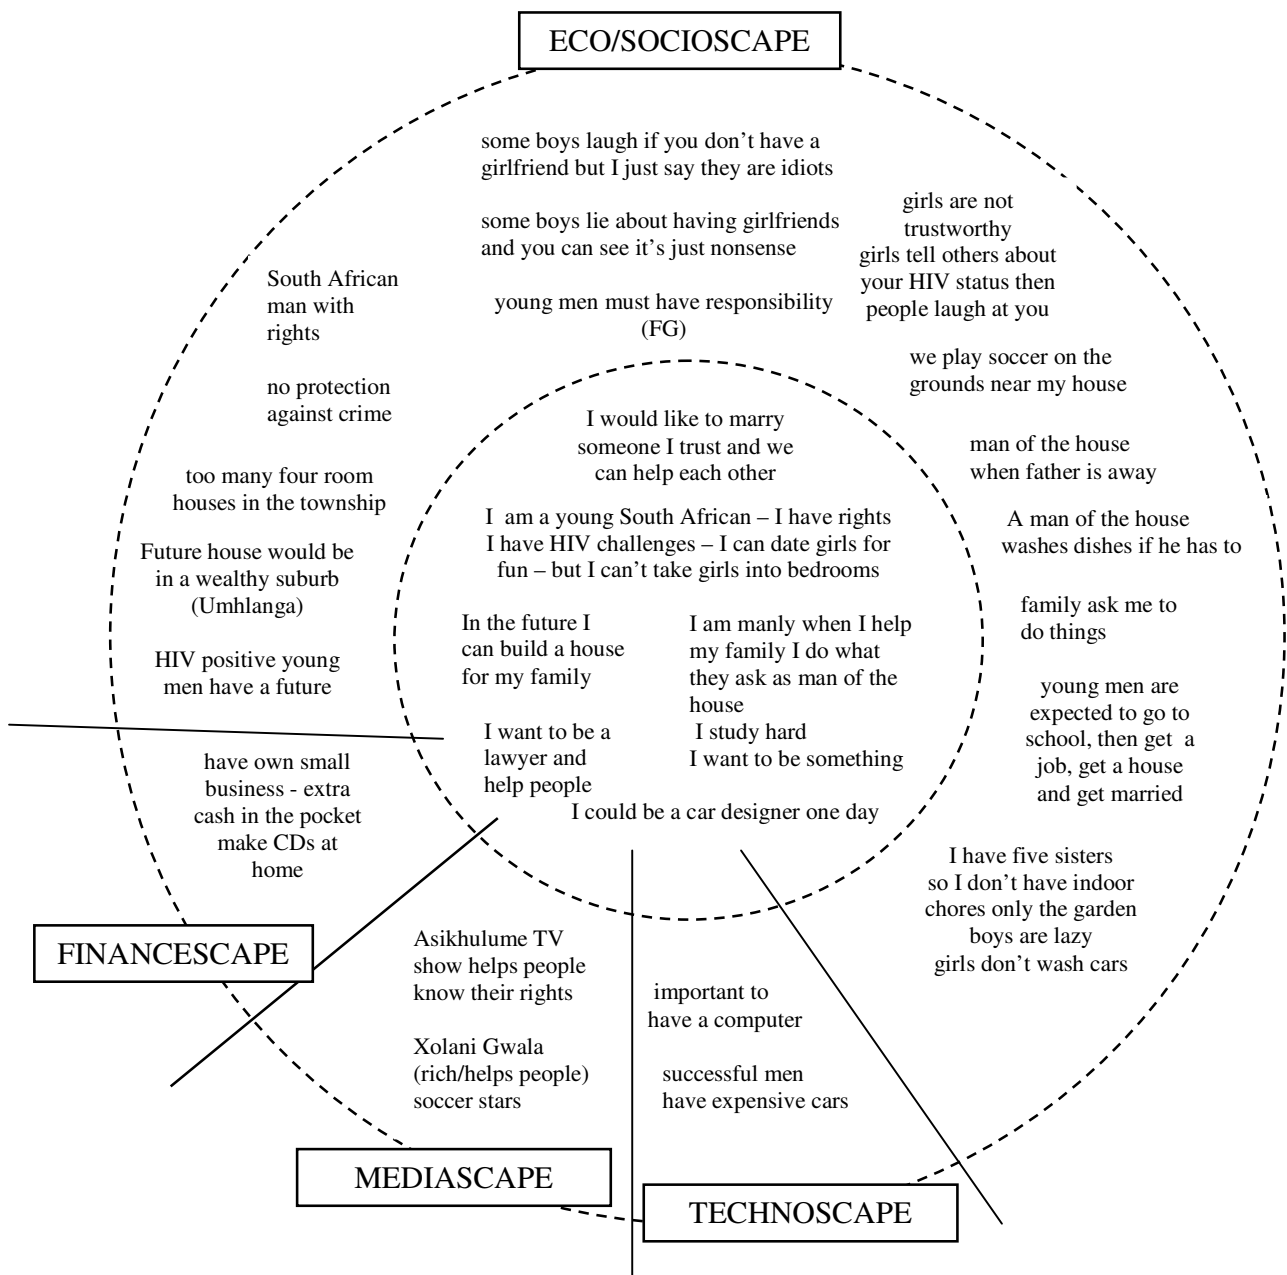 ECO/SOCIOSCAPE
some boys laugh if you don't have a
girlfriend but I just say they are idiots
some boys lie about having girlfriends
and you can see it's just nonsense
young men must have responsibility
(FG)
girls are not
trustworthy
girls tell others about
your HIV status then
people laugh at you
we play soccer on the
grounds near my house
man of the house
when father is away
A man of the house
washes dishes if he has to
family ask me to
do things
young men are
expected to go to
school, then get a
job, get a house
and get married
I have five sisters
so I don't have indoor
chores only the garden
boys are lazy
girls don't wash cars
South African
man with
rights
no protection
against crime
too many four room
houses in the township
Future house would be
in a wealthy suburb
(Umhlanga)
HIV positive young
men have a future
I would like to marry
someone I trust and we
can help each other
I am a young South African – I have rights
I have HIV challenges – I can date girls for
fun – but I can't take girls into bedrooms
In the future I
can build a house
for my family
I want to be a
lawyer and
help people
I am manly when I help
my family I do what
they ask as man of the
house
I study hard
I want to be something
I could be a car designer one day
have own small
business - extra
cash in the pocket
make CDs at
home
FINANCESCAPE
Asikhulume TV
show helps people
know their rights
Xolani Gwala
(rich/helps people)
soccer stars
MEDIASCAPE
important to
have a computer
successful men
have expensive cars
TECHNOSCAPE